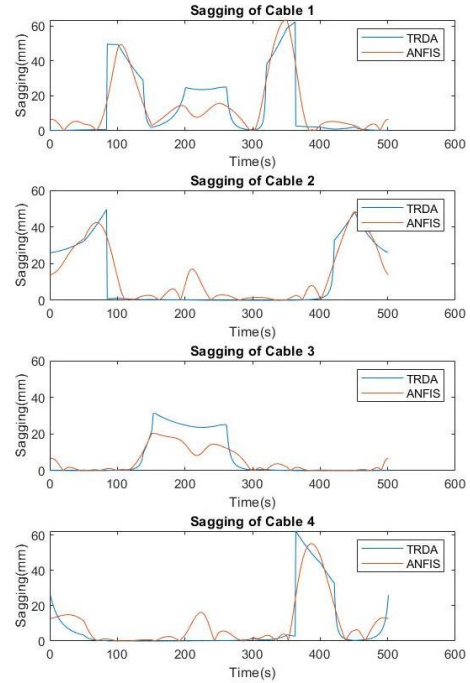 Sagging of Cable 1
60
40
20
0
Sagging(mm)
TRDA
ANFIS
0 100 200 300 400 500 600
Time(s)
Sagging of Cable 2
60
40
20
0
Sagging(mm)
TRDA
ANFIS
0 100 200 300 400 500 600
Time(s)
Sagging of Cable 3
60
40
20
0
Sagging(mm)
TRDA
ANFIS
0 100 200 300 400 500 600
Time(s)
Sagging of Cable 4
60
40
20
0
Sagging(mm)
TRDA
ANFIS
0 100 200 300 400 500 600
Time(s)